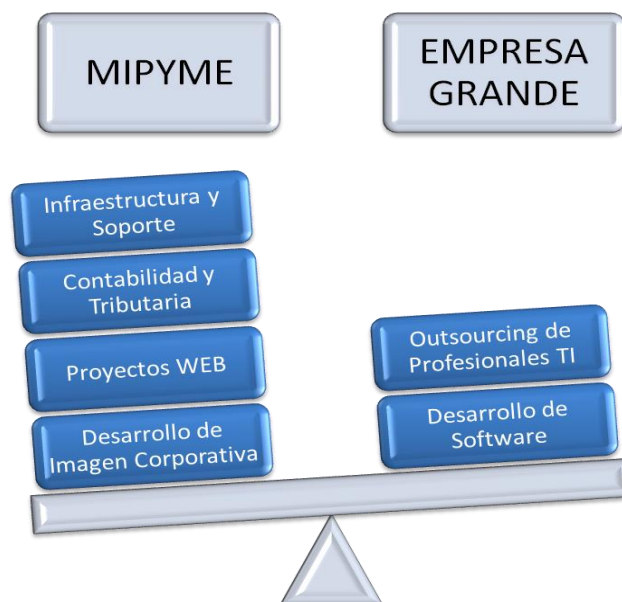 MIPYME
EMPRESA
GRANDE
Infraestructura y
Soporte
Contabilidad y
Tributaria
Proyectos WEB
Desarrollo de
Imagen Corporativa
Outsourcing de
Profesionales TI
Desarrollo de
Software